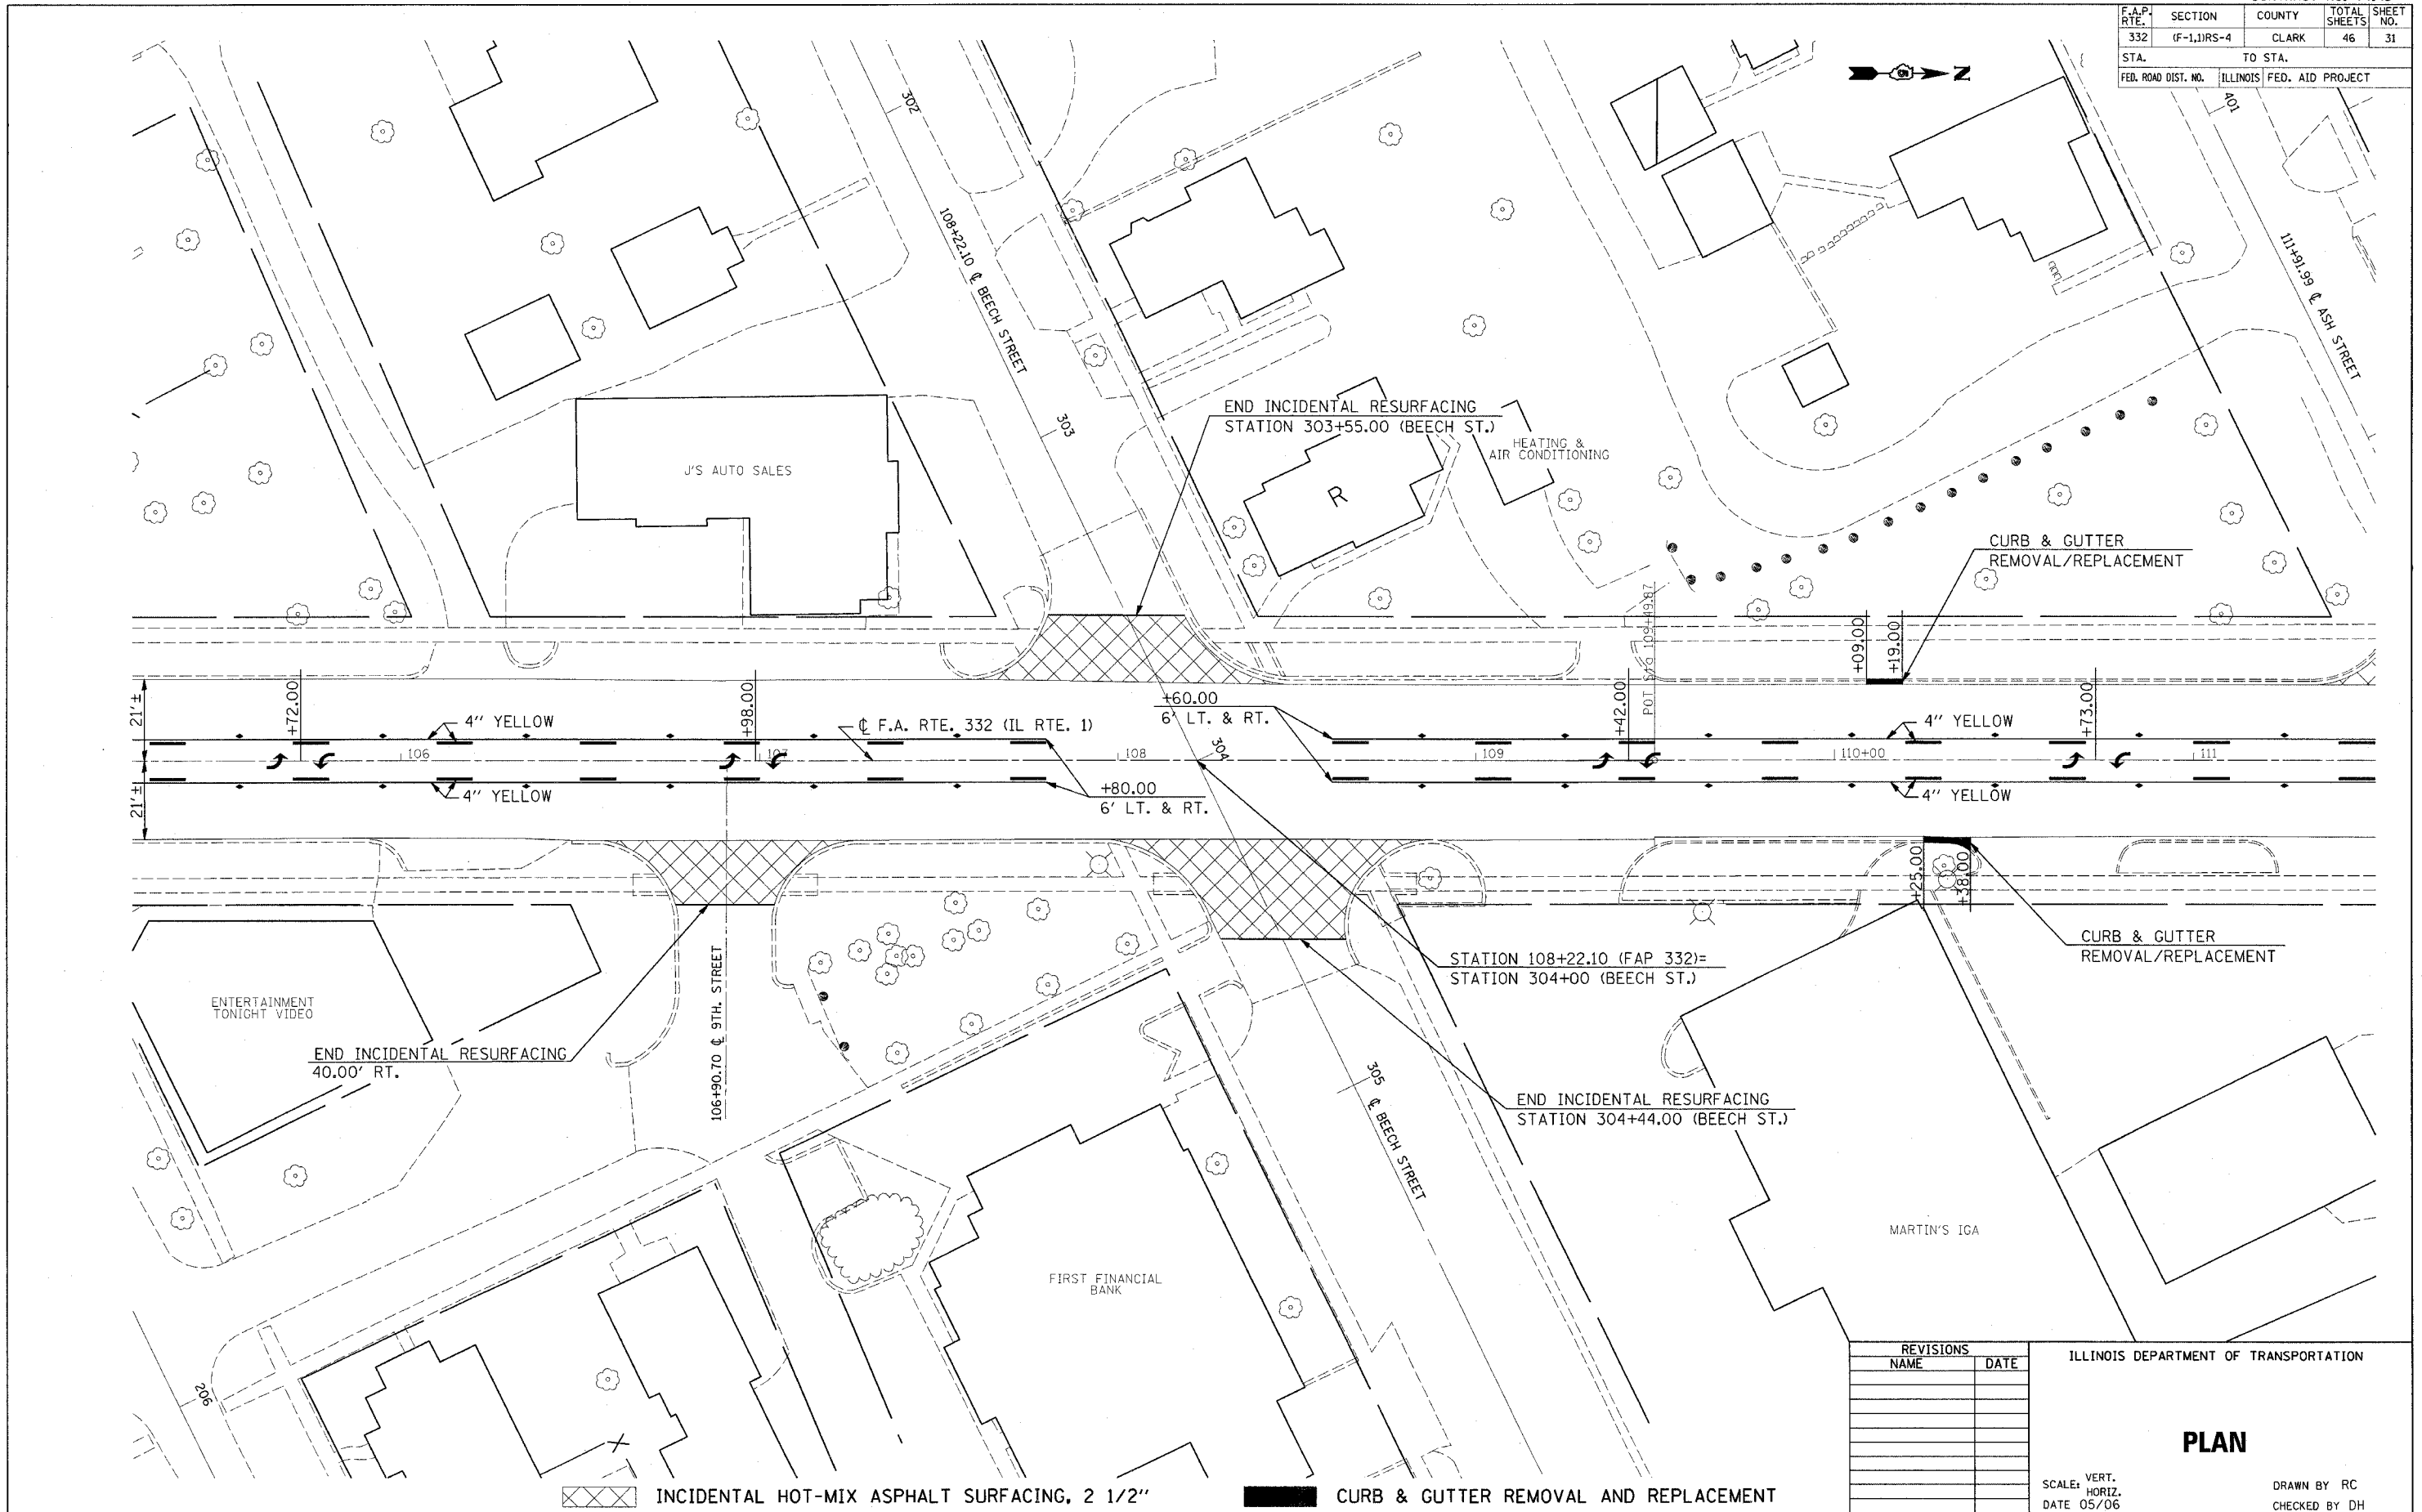 F.A.P. RTE. SECTION COUNTY TOTAL SHEETS SHEET NO.
332 (F-1,1)RS-4 CLARK 46 31
STA. TO STA.
FED. ROAD DIST. NO. ILLINOIS FED. AID PROJECT
N
302
401
108+22.10 ℄ BEECH STREET
111+91.99 ℄ ASH STREET
303
END INCIDENTAL RESURFACING
STATION 303+55.00 (BEECH ST.)
HEATING &
AIR CONDITIONING
J'S AUTO SALES
R
CURB & GUTTER
REMOVAL/REPLACEMENT
POT Sta 109+49.87
+09.00
+19.00
21'±
+72.00
4" YELLOW
+98.00
℄ F.A. RTE. 332 (IL RTE. 1)
+60.00
6' LT. & RT.
+42.00
4" YELLOW
+73.00
106
107
108
304
109
110+00
111
21'±
4" YELLOW
+80.00
6' LT. & RT.
4" YELLOW
+25.00
+38.00
CURB & GUTTER
REMOVAL/REPLACEMENT
STATION 108+22.10 (FAP 332)=
STATION 304+00 (BEECH ST.)
ENTERTAINMENT
TONIGHT VIDEO
106+90.70 ℄ 9TH. STREET
END INCIDENTAL RESURFACING
40.00' RT.
305
℄ BEECH STREET
END INCIDENTAL RESURFACING
STATION 304+44.00 (BEECH ST.)
MARTIN'S IGA
FIRST FINANCIAL
BANK
206
INCIDENTAL HOT-MIX ASPHALT SURFACING, 2 1/2"
CURB & GUTTER REMOVAL AND REPLACEMENT
REVISIONS
NAME DATE
ILLINOIS DEPARTMENT OF TRANSPORTATION
PLAN
SCALE: VERT.
HORIZ.
DATE 05/06
DRAWN BY RC
CHECKED BY DH